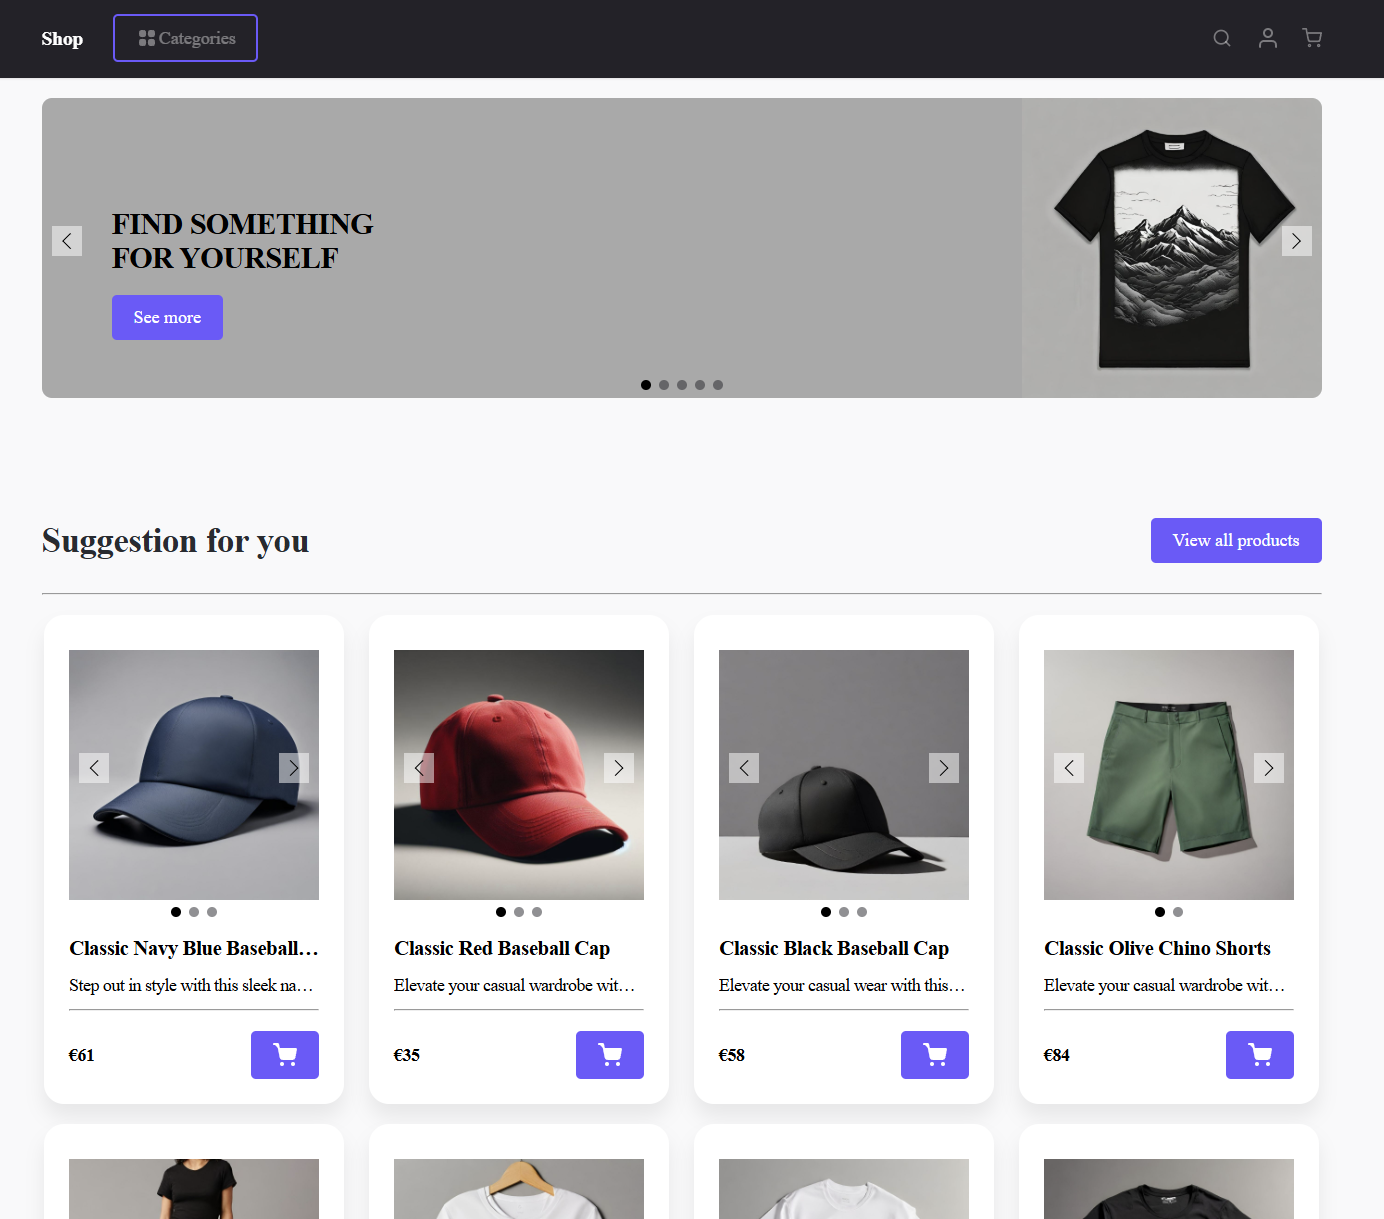 Shop
Categories
FIND SOMETHING
FOR YOURSELF
See more
Suggestion for you
View all products
Classic Navy Blue Baseball...
Step out in style with this sleek na...
€61
Classic Red Baseball Cap
Elevate your casual wardrobe wit...
€35
Classic Black Baseball Cap
Elevate your casual wear with this...
€58
Classic Olive Chino Shorts
Elevate your casual wardrobe wit...
€84